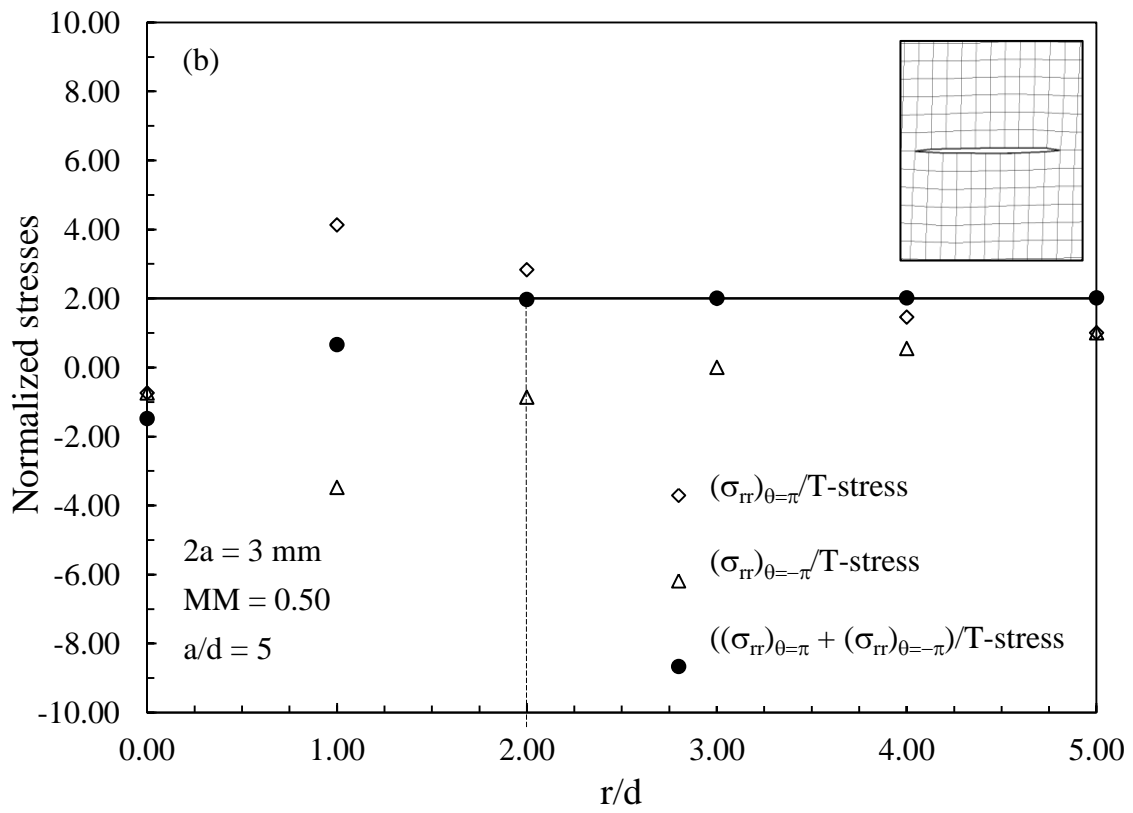 10.00
(b)
8.00
6.00
4.00
2.00
0.00
-2.00
-4.00
-6.00
-8.00
-10.00
Normalized stresses
(σrr)θ=π/T-stress
(σrr)θ=−π/T-stress
((σrr)θ=π + (σrr)θ=−π)/T-stress
2a = 3 mm
MM = 0.50
a/d = 5
0.00 1.00 2.00 3.00 4.00 5.00
r/d